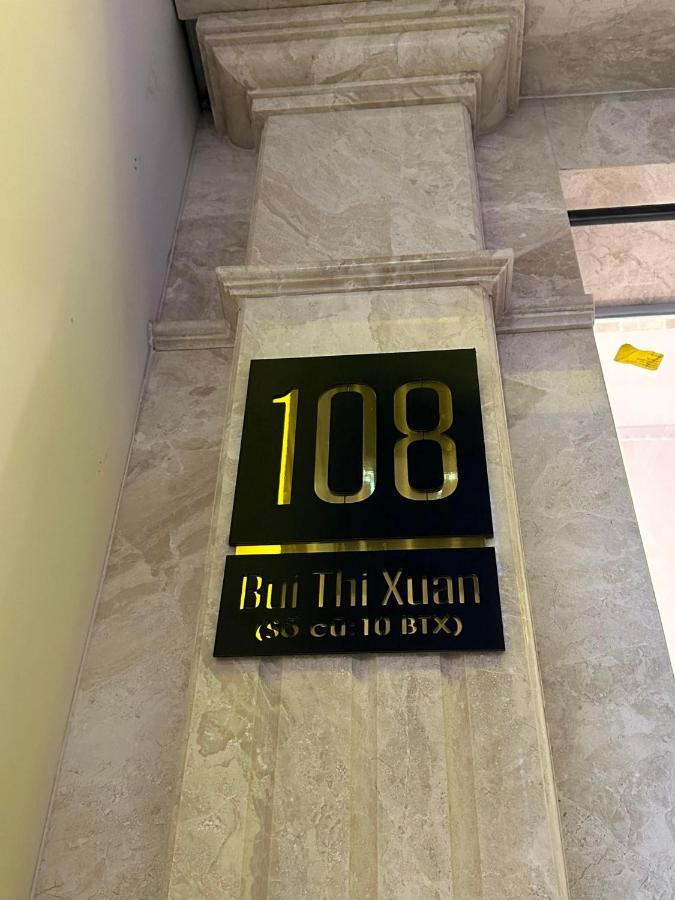 108
Bui Thi Xuan
(Số cũ: 10 BTX)